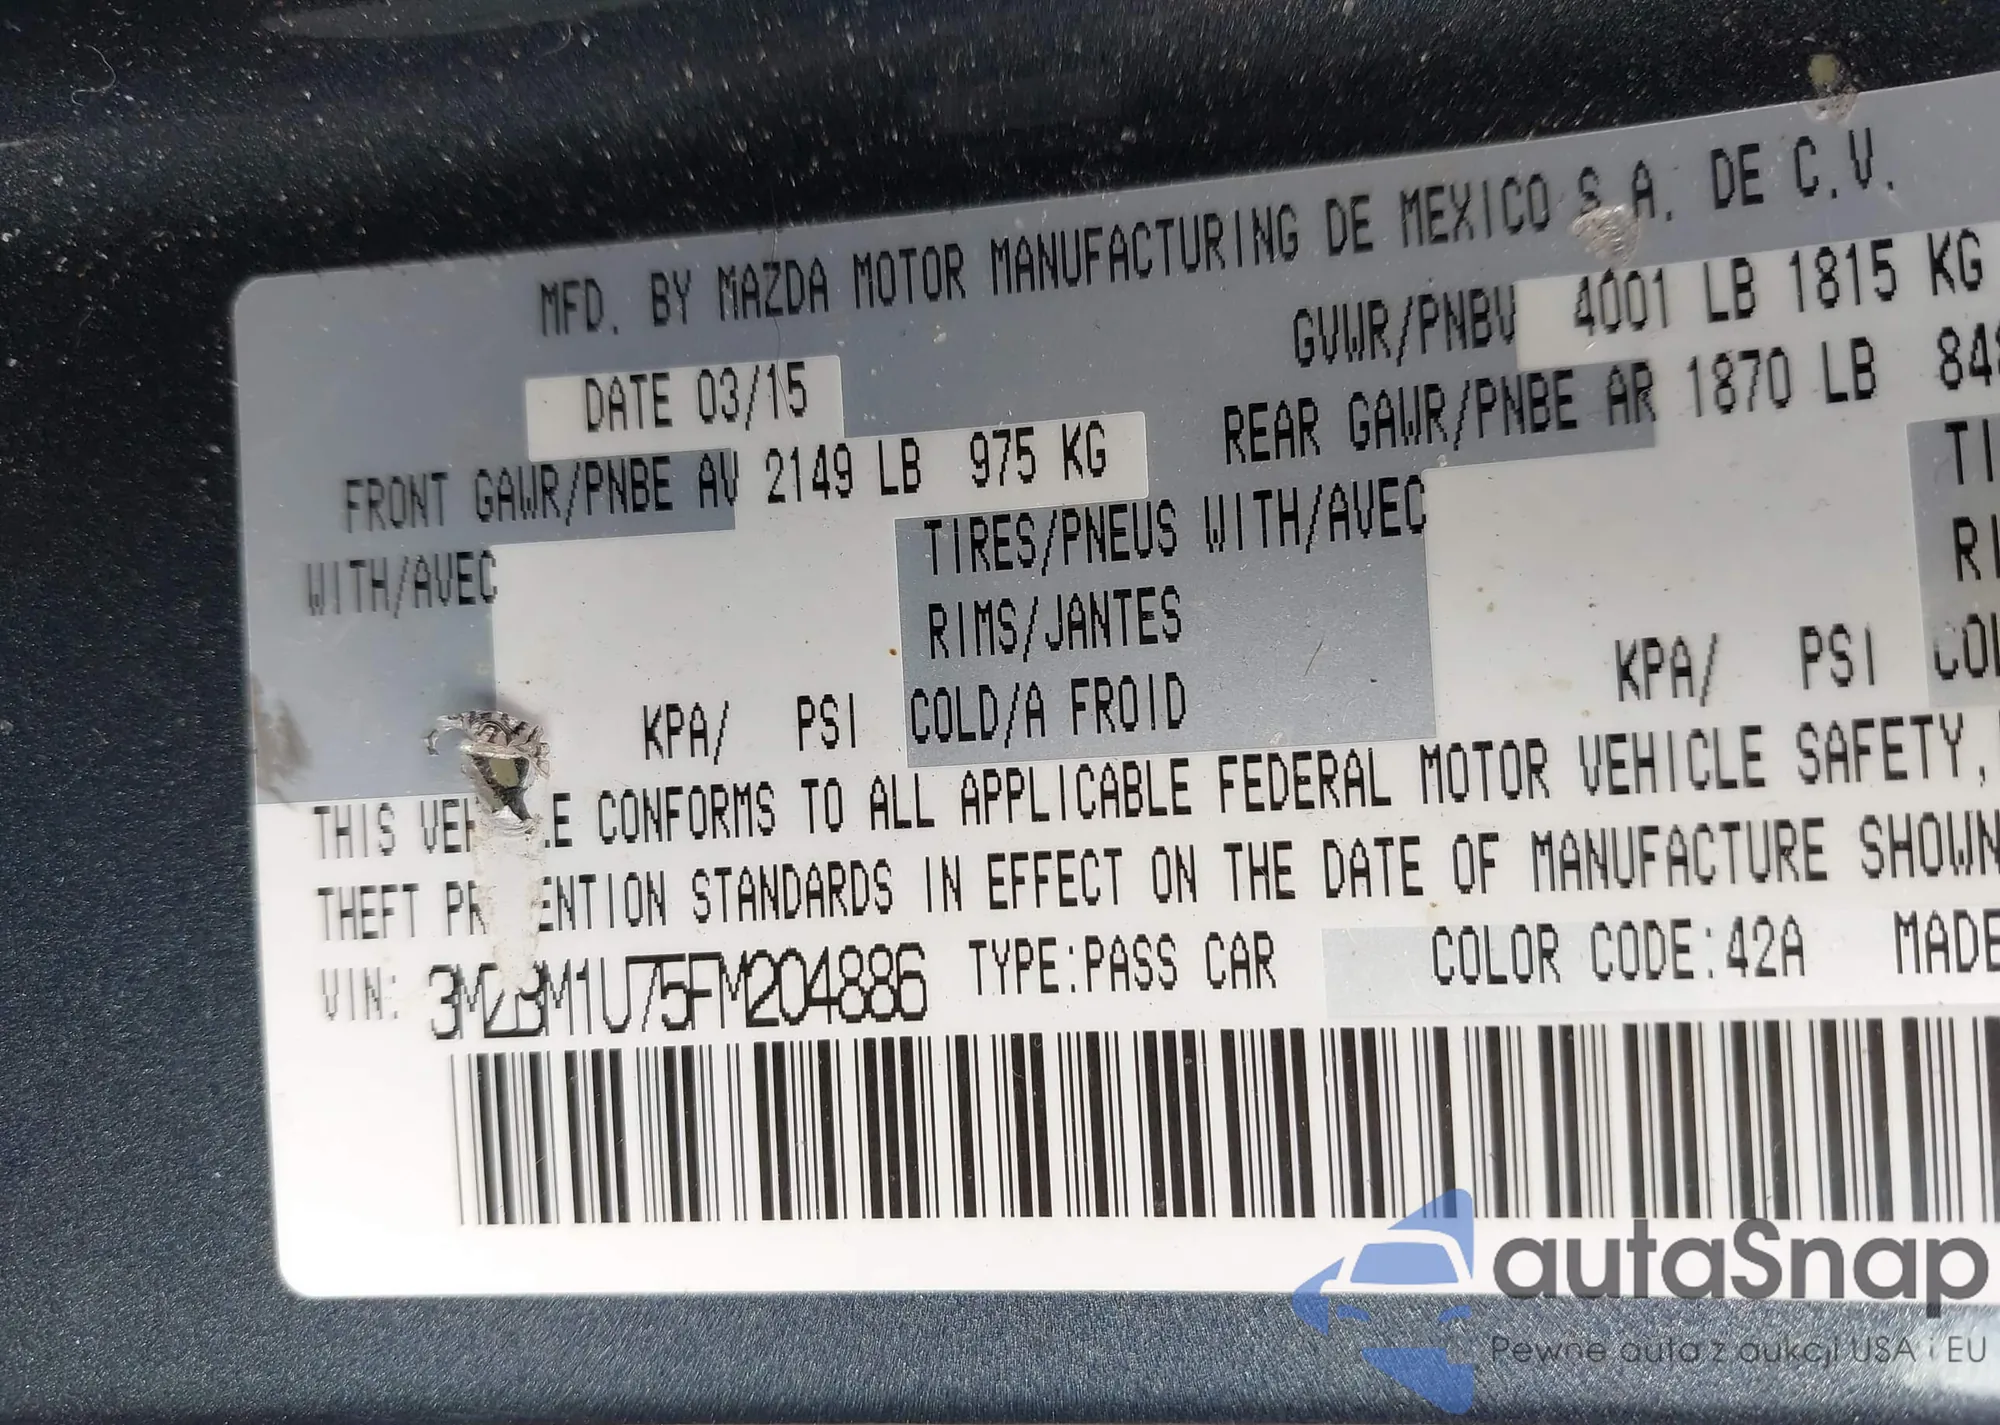 MFD. BY MAZDA MOTOR MANUFACTURING DE MEXICO S.A. DE C.V.
DATE 03/15
GVWR/PNBV 4001 LB 1815 KG
FRONT GAWR/PNBE AV 2149 LB 975 KG
REAR GAWR/PNBE AR 1870 LB
WITH/AVEC
TIRES/PNEUS WITH/AVEC
RIMS/JANTES
KPA/ PSI COLD/A FROID
KPA/ PSI
THIS CONFORMS TO ALL APPLICABLE FEDERAL MOTOR VEHICLE SAFETY,
THEFT STANDARDS IN EFFECT ON THE DATE OF MANUFACTURE SHOWN
VIN: 3MZBM1U75FM204886 TYPE:PASS CAR COLOR CODE:42A MADE
autaSnap
Pewne auta z aukcji USA i EU